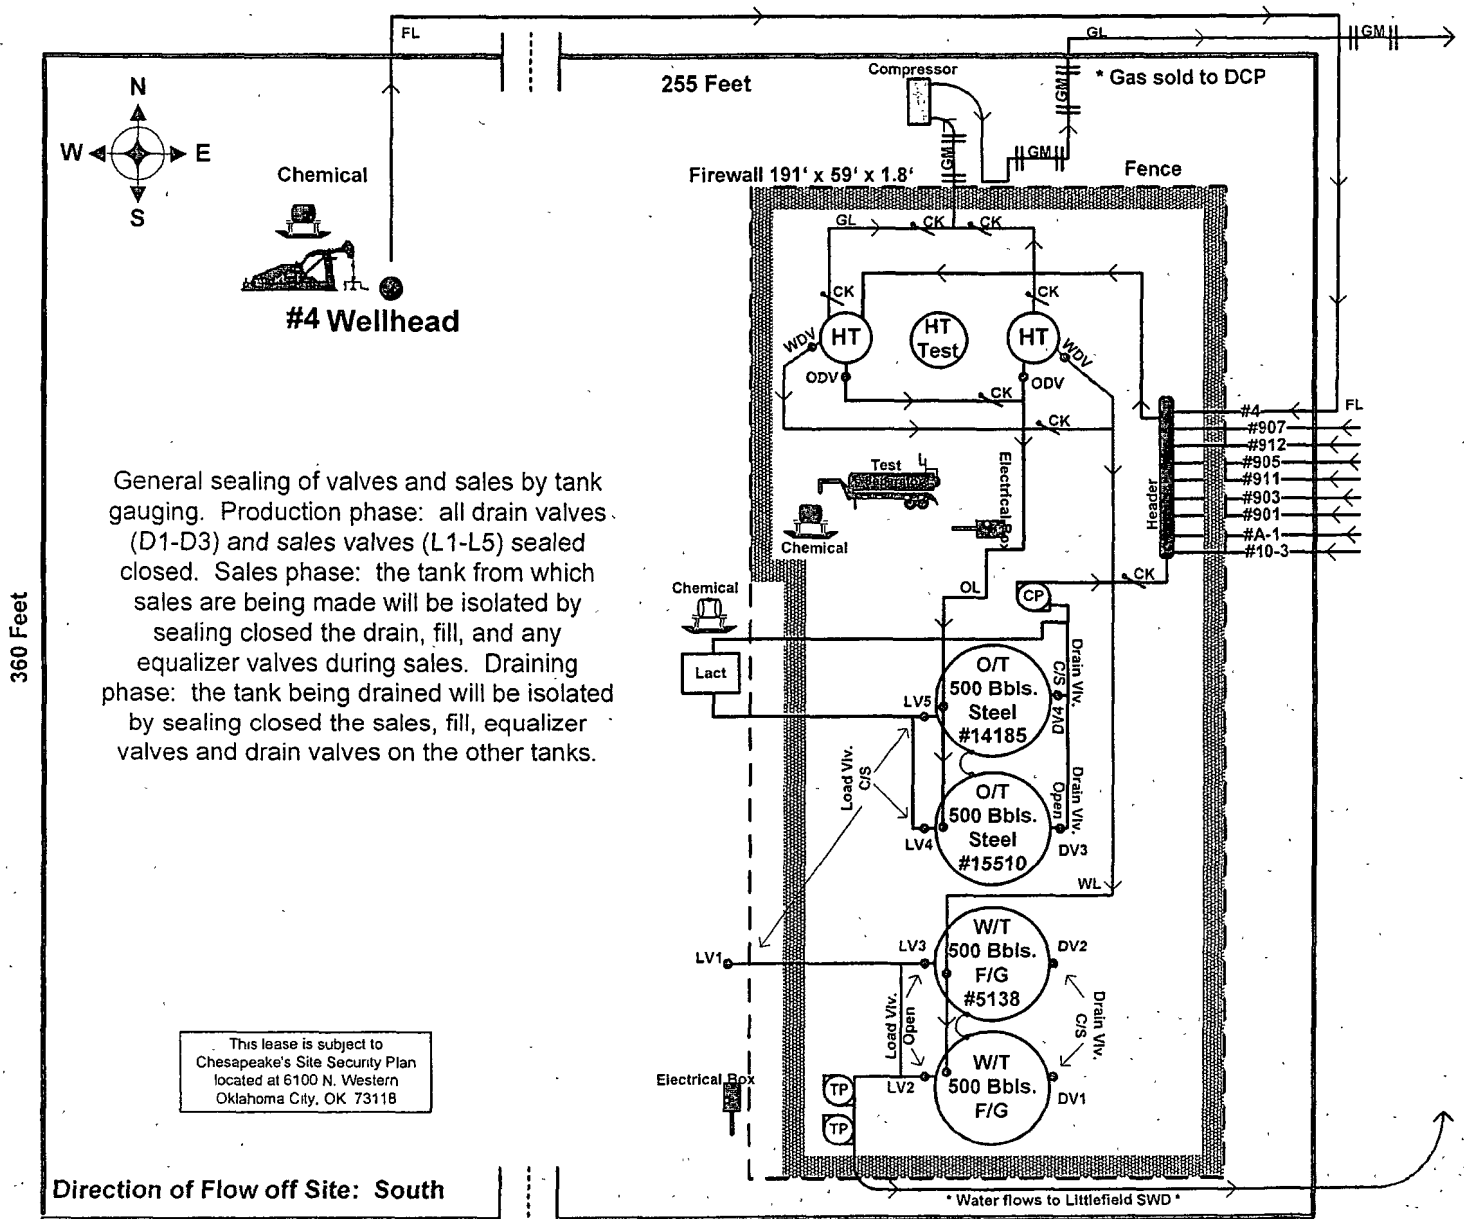 FL
GL
GM
255 Feet
Compressor
* Gas sold to DCP
GM
N
W E
S
GM
GM
Chemical
Firewall 191' x 59' x 1.8'
Fence
GL
CK
CK
CK
CK
#4 Wellhead
HT
HT
Test
HT
WDV
WDV
ODV
ODV
CK
CK
#4
FL
#907
#912
#905
#911
#903
#901
#A-1
#10-3
Header
Test
Electrical Box
Chemical
General sealing of valves and sales by tank
gauging. Production phase: all drain valves
(D1-D3) and sales valves (L1-L5) sealed
closed. Sales phase: the tank from which
sales are being made will be isolated by
sealing closed the drain, fill, and any
equalizer valves during sales. Draining
phase: the tank being drained will be isolated
by sealing closed the sales, fill, equalizer
valves and drain valves on the other tanks.
360 Feet
CK
Chemical
OL
CP
Lact
O/T
500 Bbls.
Steel
#14185
LV5
Drain Vlv.
C/S
DV4
Load Vlv.
C/S
O/T
500 Bbls.
Steel
#15510
LV4
Drain Vlv.
Open
DV3
WL
W/T
500 Bbls.
F/G
#5138
LV1
LV3
DV2
Load Vlv.
Open
Drain Vlv.
C/S
W/T
500 Bbls.
F/G
LV2
DV1
This lease is subject to
Chesapeake's Site Security Plan
located at 6100 N. Western
Oklahoma City, OK 73118
Electrical Box
TP
TP
Direction of Flow off Site: South
* Water flows to Littlefield SWD *